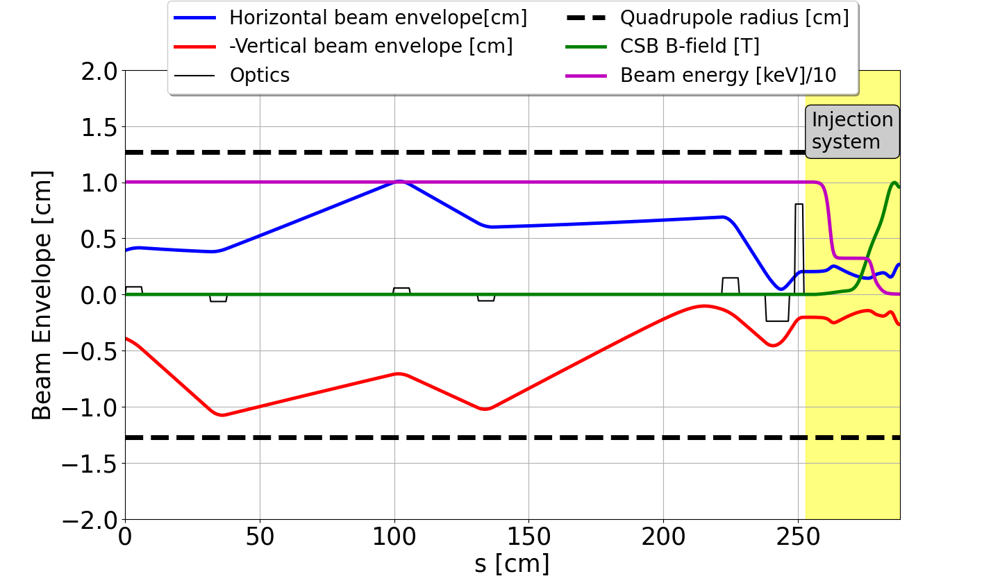 Horizontal beam envelope[cm]
-Vertical beam envelope [cm]
Optics
Quadrupole radius [cm]
CSB B-field [T]
Beam energy [keV]/10
Injection
system
2.0
1.5
1.0
0.5
0.0
−0.5
−1.0
−1.5
−2.0
Beam Envelope [cm]
0
50
100
150
200
250
s [cm]